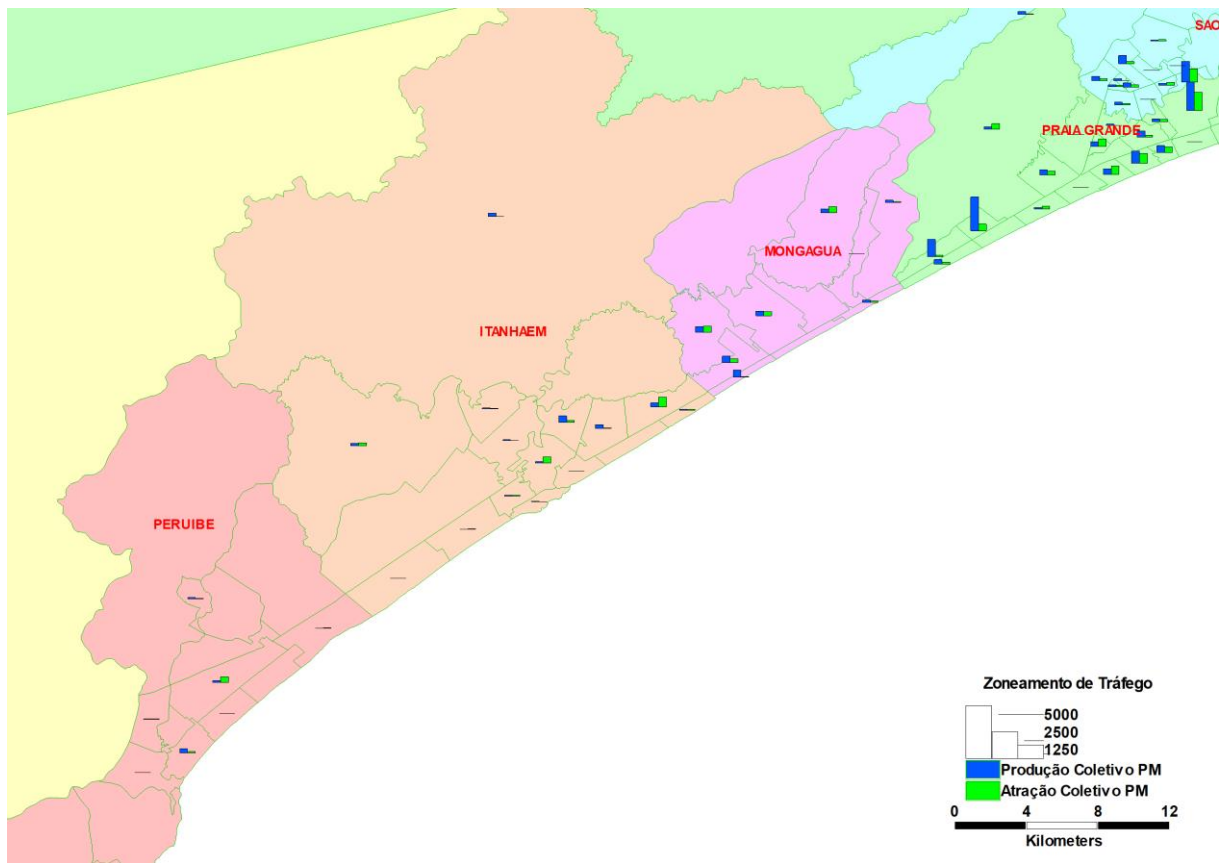 SAO
PRAIA GRANDE
MONGAGUA
ITANHAEM
PERUIBE
Zoneamento de Tráfego
5000
2500
1250
Produção Coletivo PM
Atração Coletivo PM
0 4 8 12
Kilometers